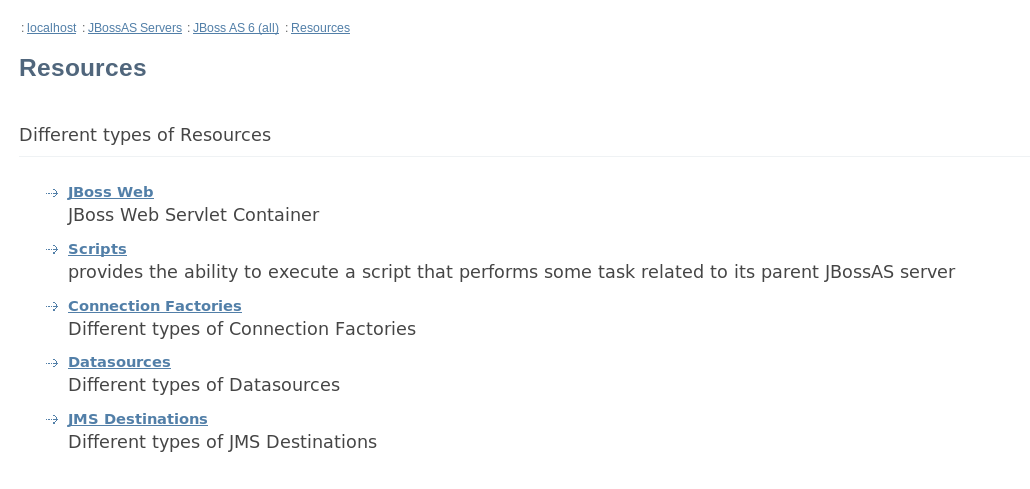 : localhost : JBossAS Servers : JBoss AS 6 (all) : Resources
Resources
Different types of Resources
JBoss Web
JBoss Web Servlet Container
Scripts
provides the ability to execute a script that performs some task related to its parent JBossAS server
Connection Factories
Different types of Connection Factories
Datasources
Different types of Datasources
JMS Destinations
Different types of JMS Destinations